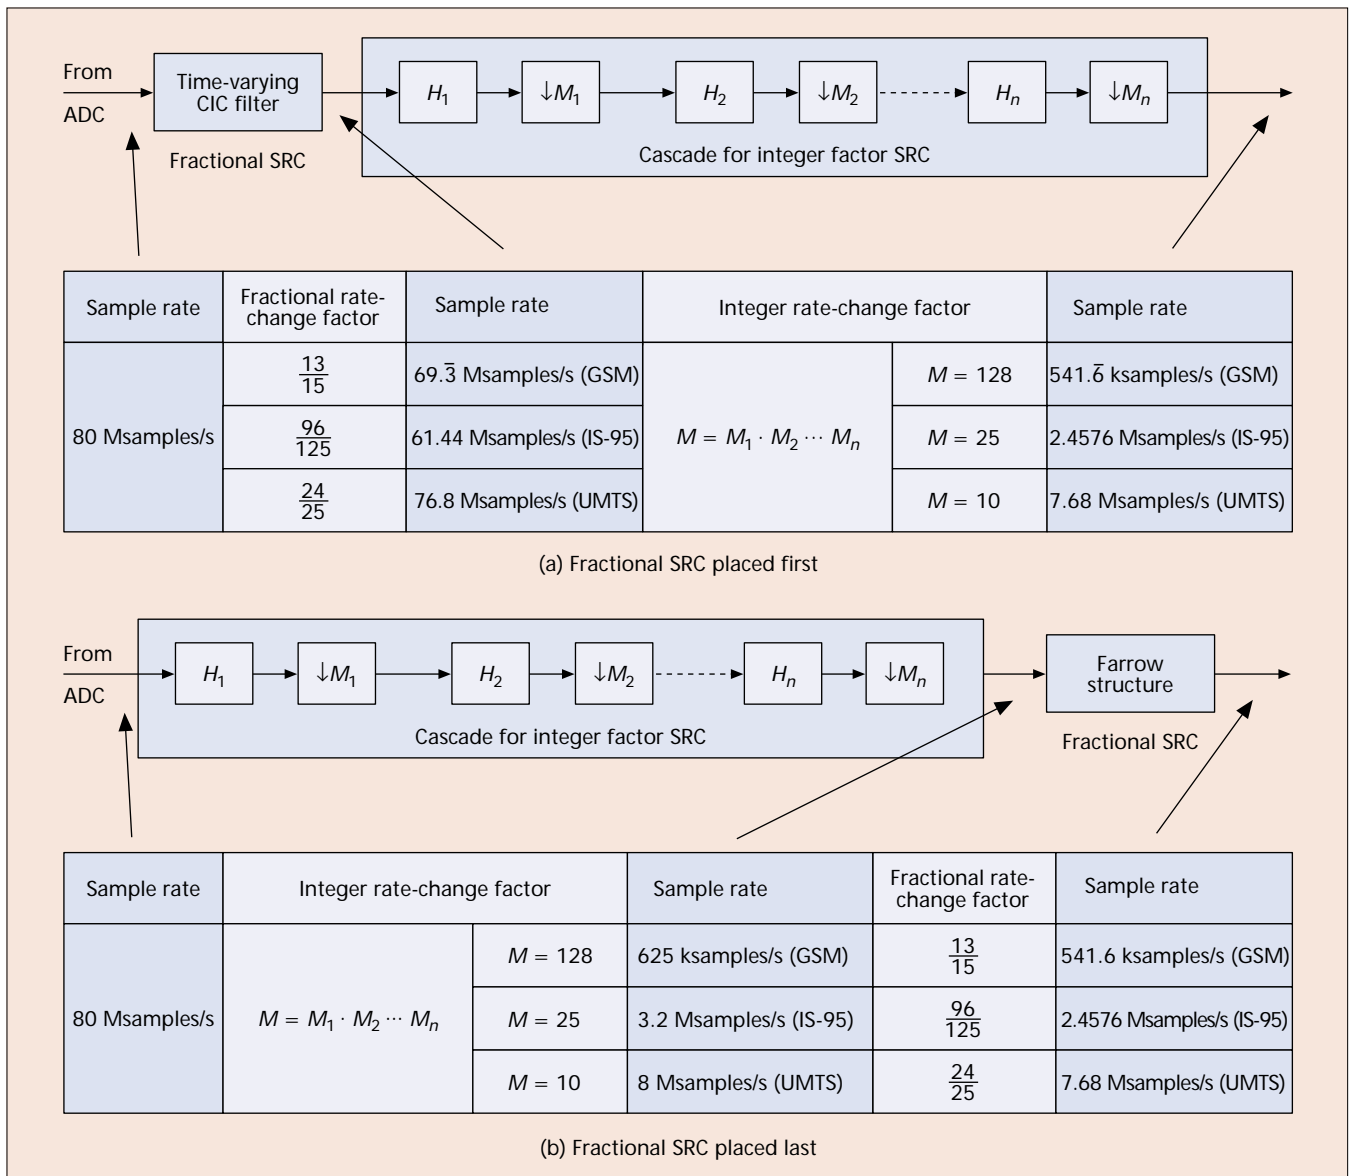 From
ADC
Time-varying
CIC filter
Fractional SRC
H1
↓M1
H2
↓M2
Hn
↓Mn
Cascade for integer factor SRC
Sample rate
Fractional rate-
change factor
Sample rate
Integer rate-change factor
Sample rate
80 Msamples/s
13/15
69.3̅ Msamples/s (GSM)
M = M1 · M2 ··· Mn
M = 128
541.6̅ ksamples/s (GSM)
96/125
61.44 Msamples/s (IS-95)
M = 25
2.4576 Msamples/s (IS-95)
24/25
76.8 Msamples/s (UMTS)
M = 10
7.68 Msamples/s (UMTS)
(a) Fractional SRC placed first
From
ADC
H1
↓M1
H2
↓M2
Hn
↓Mn
Cascade for integer factor SRC
Farrow
structure
Fractional SRC
Sample rate
Integer rate-change factor
Sample rate
Fractional rate-
change factor
Sample rate
80 Msamples/s
M = M1 · M2 ··· Mn
M = 128
625 ksamples/s (GSM)
13/15
541.6 ksamples/s (GSM)
M = 25
3.2 Msamples/s (IS-95)
96/125
2.4576 Msamples/s (IS-95)
M = 10
8 Msamples/s (UMTS)
24/25
7.68 Msamples/s (UMTS)
(b) Fractional SRC placed last